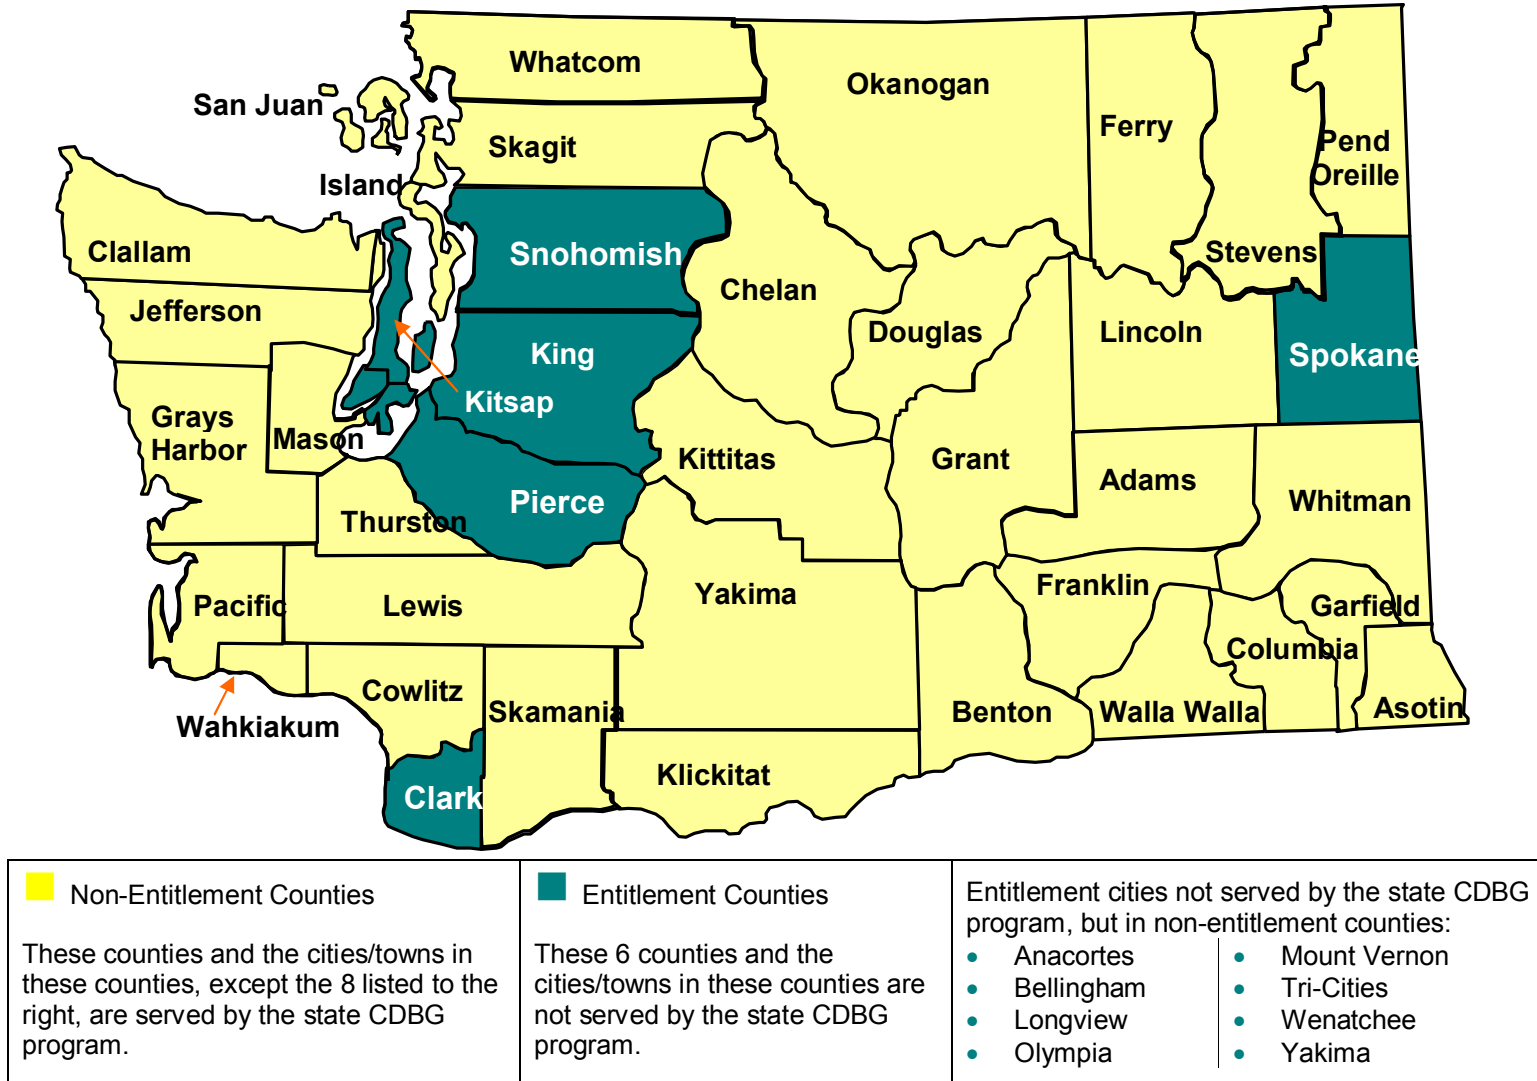 Whatcom
Okanogan
San Juan
Ferry
Skagit
Pend
Oreille
Island
Clallam
Snohomish
Stevens
Chelan
Jefferson
Douglas
Lincoln
King
Spokane
Kitsap
Grays
Harbor
Mason
Kittitas
Grant
Adams
Pierce
Whitman
Thurston
Yakima
Franklin
Pacific
Lewis
Garfield
Columbia
Cowlitz
Skamania
Benton
Walla Walla
Asotin
Wahkiakum
Klickitat
Clark
Non-Entitlement Counties
These counties and the cities/towns in
these counties, except the 8 listed to the
right, are served by the state CDBG
program.
Entitlement Counties
These 6 counties and the
cities/towns in these counties are
not served by the state CDBG
program.
Entitlement cities not served by the state CDBG
program, but in non-entitlement counties:
• Anacortes
• Bellingham
• Longview
• Olympia
• Mount Vernon
• Tri-Cities
• Wenatchee
• Yakima